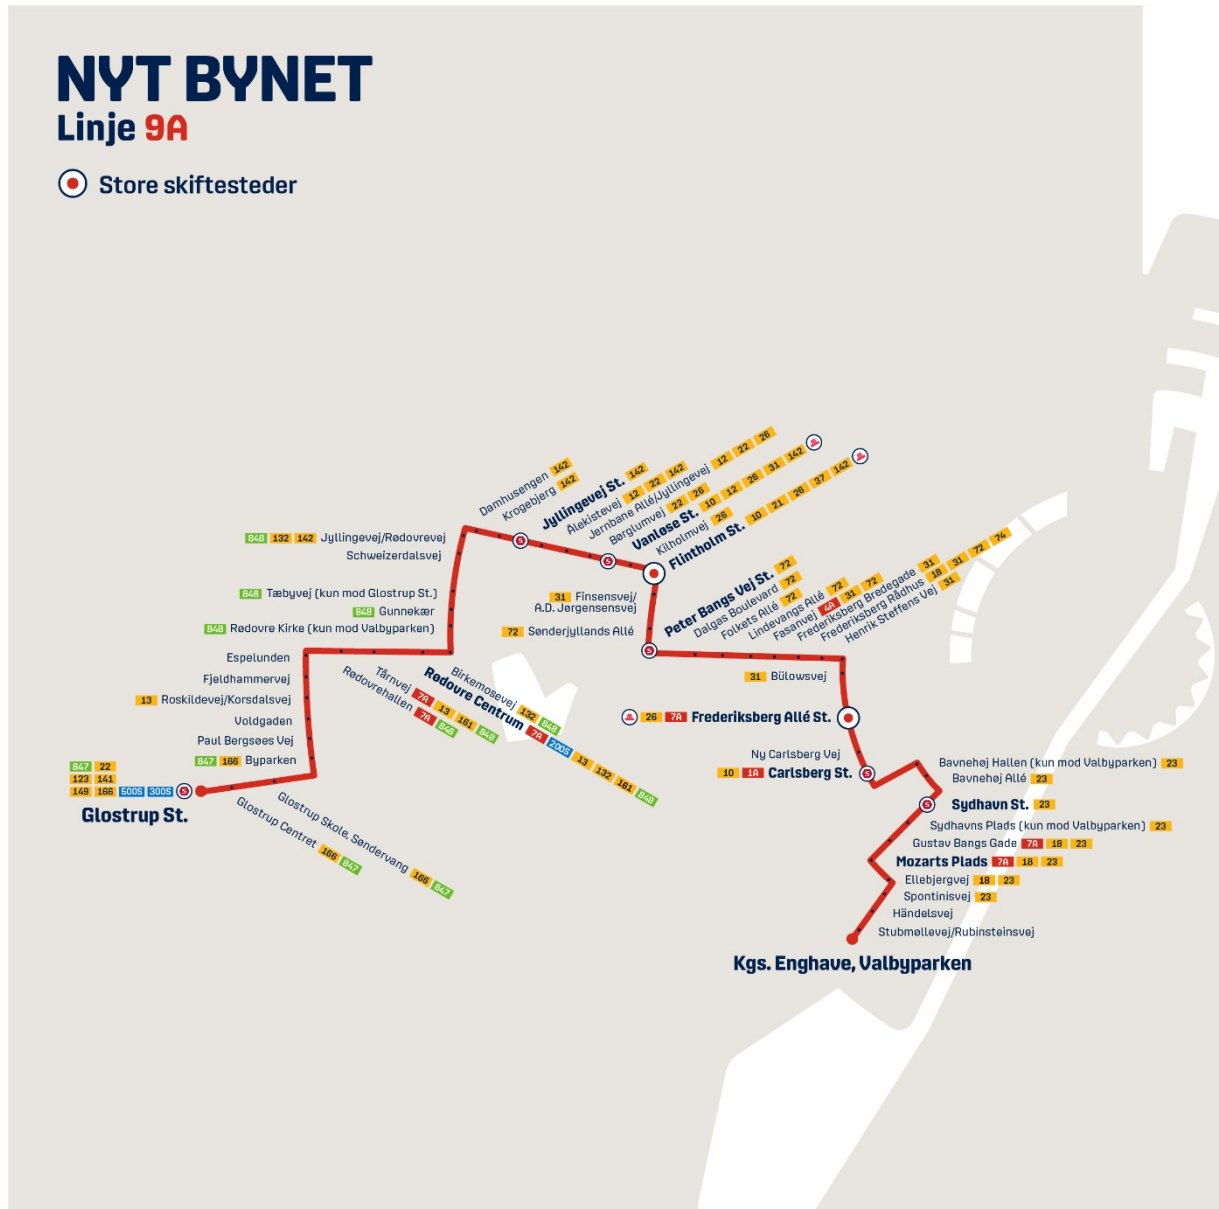 NYT BYNET
Linje 9A
Store skiftesteder
Damhusengen 142
Krogebjerg 142
Jyllingevej St. 142
Ålekistevej 12 22 142
Jernbane Allé/Jyllingevej 12 22 26
Børglumvej 22 26
Vanløse St. 10 12 26 31 142
Kilholmvej 26
Flintholm St. 10 21 26 37 142
848 132 142 Jyllingevej/Rødovrevej
Schweizerdalsvej
848 Tæbyvej (kun mod Glostrup St.)
848 Gunnekær
848 Rødovre Kirke (kun mod Valbyparken)
31 Finsensvej/
A.D. Jørgensensvej
72 Sønderjyllands Allé
Peter Bangs Vej St. 72
Dalgas Boulevard 72
Folkets Allé 72
Lindevangs Allé 72
Fasanvej 4A 31 72
Frederiksberg Bredegade 31
Frederiksberg Rådhus 18 31 72 74
Henrik Steffens Vej 31
Espelunden
Fjeldhammervej
13 Roskildevej/Korsdalsvej
Voldgaden
Paul Bergsøes Vej
847 166 Byparken
Birkemosevej 132 848
Rødovre Centrum 7A 200S 13 132 161 848
Tårnvej 7A 13 161 848
Rødovrehallen 7A 848
31 Bülowsvej
26 7A Frederiksberg Allé St.
Ny Carlsberg Vej
10 1A Carlsberg St.
847 22
123 141
149 166 500S 300S
Glostrup St.
Glostrup Skole, Søndervang 166 847
Glostrup Centret 166 847
Bavnehøj Hallen (kun mod Valbyparken) 23
Bavnehøj Allé 23
Sydhavn St. 23
Sydhavns Plads (kun mod Valbyparken) 23
Gustav Bangs Gade 7A 18 23
Mozarts Plads 7A 18 23
Ellebjergvej 18 23
Spontinisvej 23
Händelsvej
Stubmøllevej/Rubinsteinsvej
Kgs. Enghave, Valbyparken